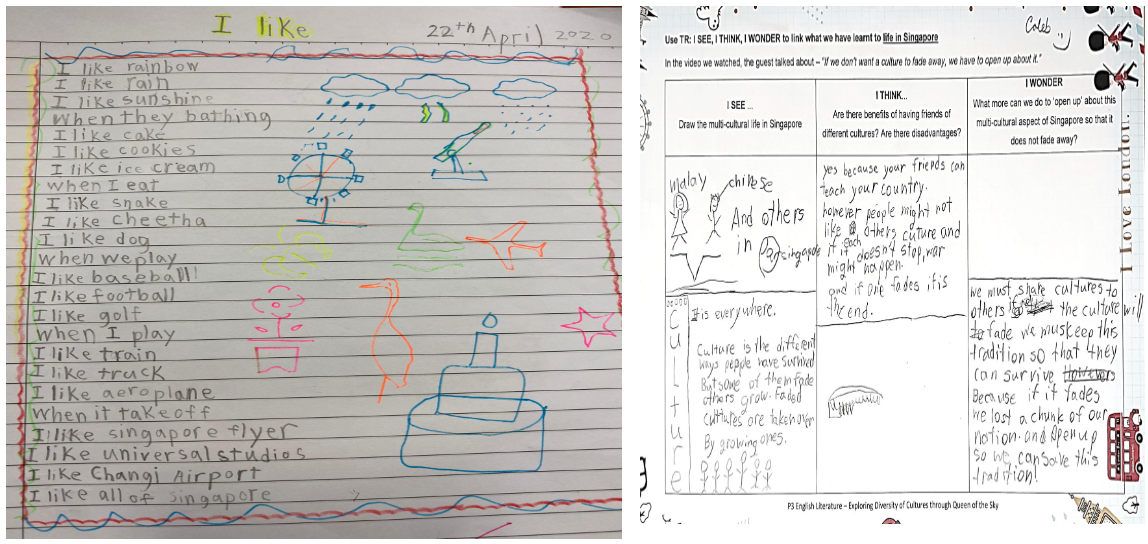 I like
22th April 2020
I like rainbow
I like rain
I like sunshine
When they bathing
I like cake
I like cookies
I like ice cream
when I eat
I like snake
I like cheetha
I like dog
when we play
I like baseball!
I like football
I like golf
when I play
I like train
I like truck
I like aeroplane
when it take off
I like singapore flyer
I like universal studios
I like Changi Airport
I like all of singapore
Caleb
Use TR: I SEE, I THINK, I WONDER to link what we have learnt to life in Singapore
In the video we watched, the guest talked about – "If we don't want a culture to fade away, we have to open up about it."
I SEE ...
Draw the multi-cultural life in Singapore
I THINK...
Are there benefits of having friends of
different cultures? Are there disadvantages?
I WONDER
What more can we do to 'open up' about this
multi-cultural aspect of Singapore so that it
does not fade away?
malay
chinese
And others
in singapore
Culture
It is everywhere.
Culture is the different
ways people have survived
But some of them fade
others grow. Faded
cultures are takenover
By growing ones.
yes because your friends can
teach your country.
however people might not
like others culture and
if it doesn't stop, war
might happen.
and if one fades it is
the end.
we must share cultures to
others if the culture will
fade we must keep this
tradition so that they
can survive
Because if it fades
we lost a chunk of our
nation. and open up
so we can save this
tradition!
I Love London.
P3 English Literature – Exploring Diversity of Cultures through Queen of the Sky